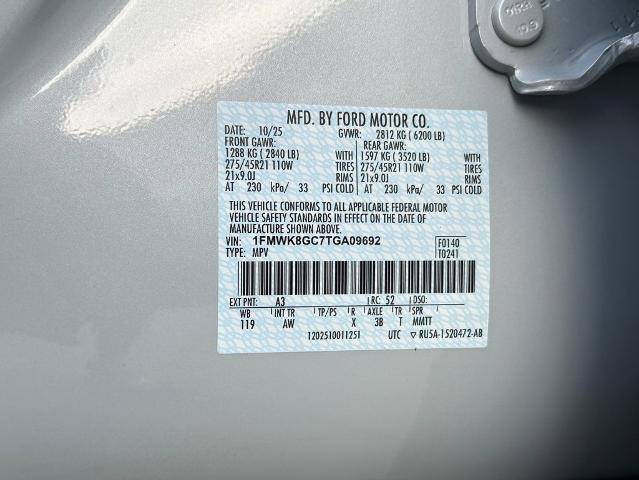 MFD. BY FORD MOTOR CO.
DATE: 10/25 GVWR: 2812 KG ( 6200 LB)
FRONT GAWR: REAR GAWR:
1288 KG ( 2840 LB) WITH 1597 KG ( 3520 LB) WITH
275/45R21 110W TIRES 275/45R21 110W TIRES
21x9.0J RIMS 21x9.0J RIMS
AT 230 kPa/ 33 PSI COLD AT 230 kPa/ 33 PSI COLD
THIS VEHICLE CONFORMS TO ALL APPLICABLE FEDERAL MOTOR
VEHICLE SAFETY STANDARDS IN EFFECT ON THE DATE OF
MANUFACTURE SHOWN ABOVE.
VIN: 1FMWK8GC7TGA09692 F0140
TYPE: MPV T0241
EXT PNT: A3 RC: 52 DSO:
WB INT TR TP/PS R AXLE TR SPR
119 AW X 3B T MMTT
1202510011251 UTC ▽ RU5A-1520472-AB